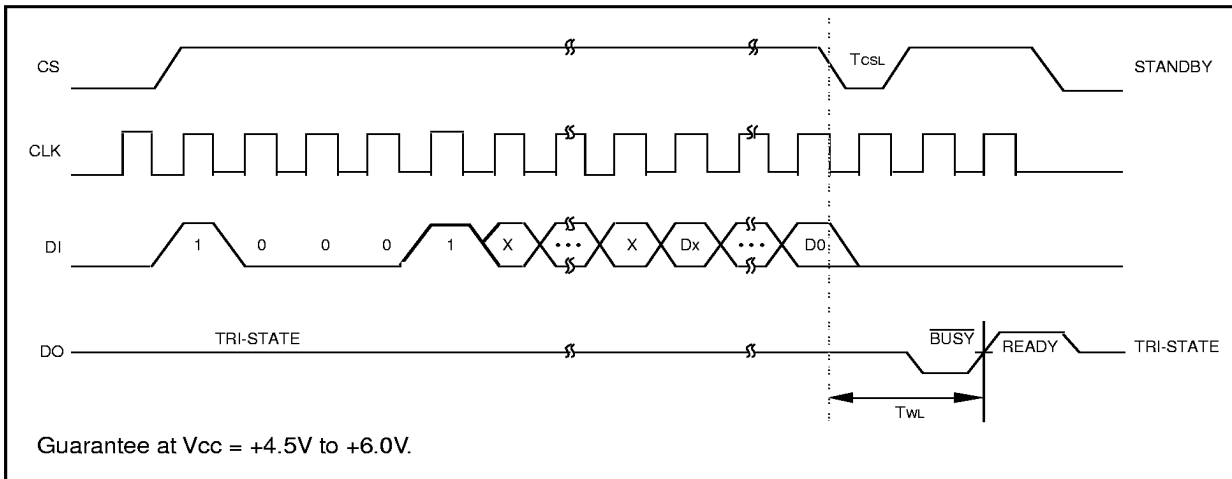 CS
TCSL
STANDBY
CLK
DI
1 0 0 0 1 X ••• X Dx ••• D0
TRI-STATE
DO
BUSY
READY
TRI-STATE
TWL
Guarantee at Vcc = +4.5V to +6.0V.